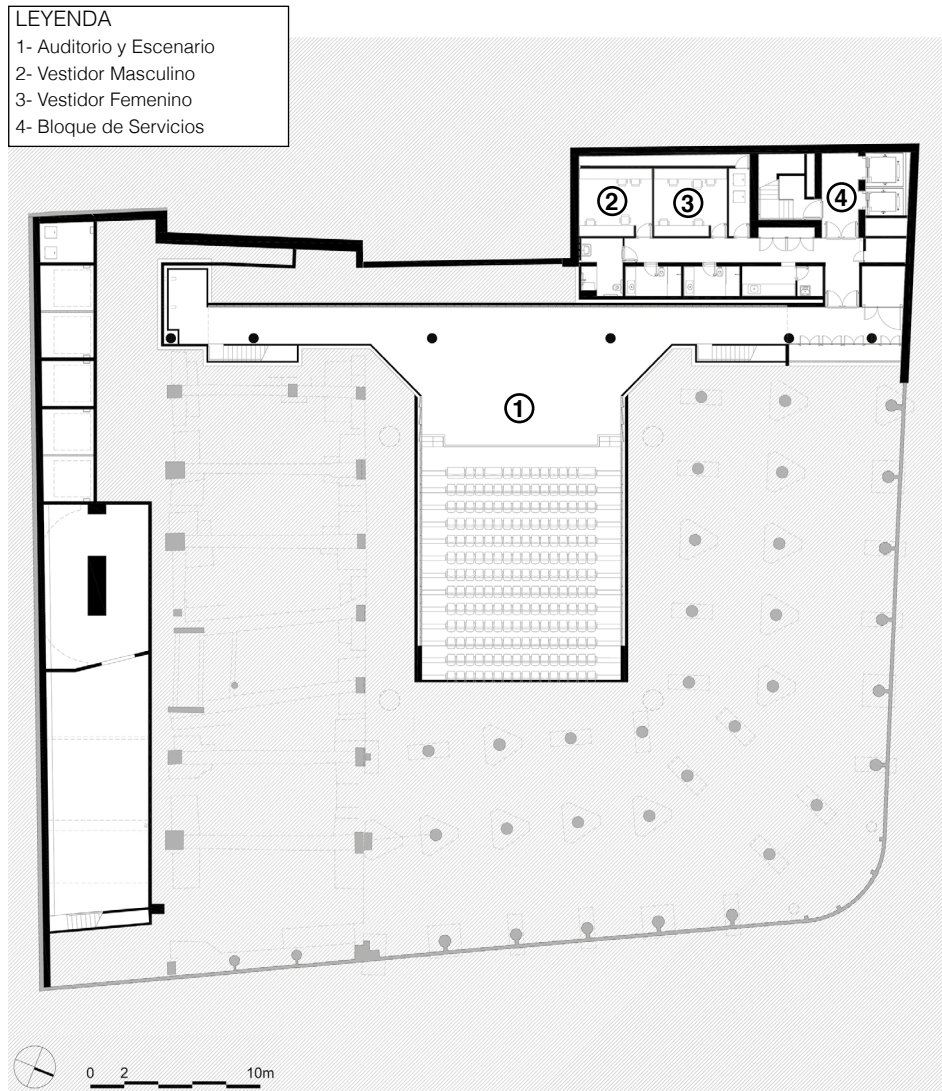 LEYENDA
1- Auditorio y Escenario
2- Vestidor Masculino
3- Vestidor Femenino
4- Bloque de Servicios
2
3
4
1
0 2 10m